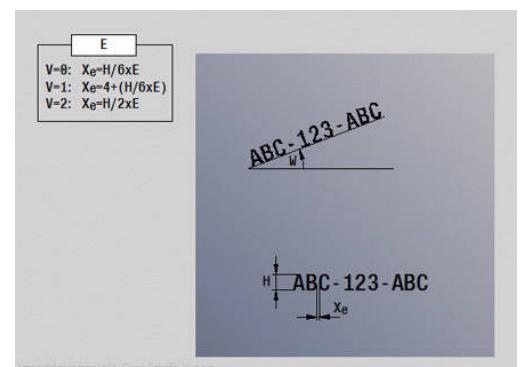 E
V=0: Xe=H/6xE
V=1: Xe=4+(H/6xE)
V=2: Xe=H/2xE
ABC-123-ABC
W
H
ABC-123-ABC
Xe